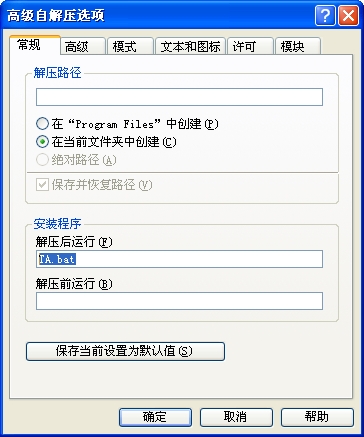 高级自解压选项
常规 高级 模式 文本和图标 许可 模块
解压路径
在“Program Files”中创建(P)
在当前文件夹中创建(C)
绝对路径(A)
保存并恢复路径(V)
安装程序
解压后运行(F)
TA.bat
解压前运行(B)
保存当前设置为默认值(S)
确定 取消 帮助